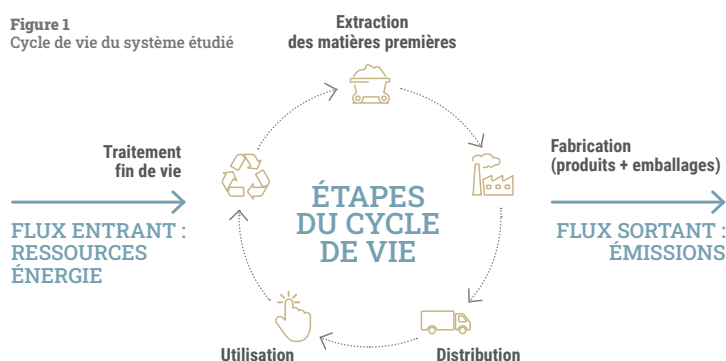 Figure 1
Cycle de vie du système étudié
Extraction
des matières premières
Traitement
fin de vie
Fabrication
(produits + emballages)
ÉTAPES
DU CYCLE
DE VIE
FLUX ENTRANT :
RESSOURCES
ÉNERGIE
FLUX SORTANT :
ÉMISSIONS
Utilisation
Distribution